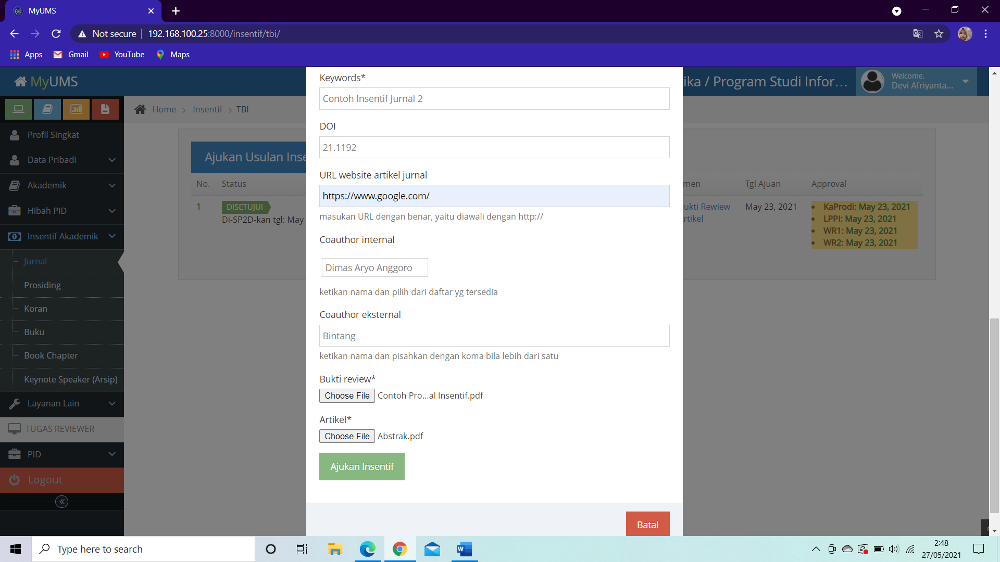 MyUMS
Not secure
192.168.100.25:8000/insentif/tbi/
Apps
Gmail
YouTube
Maps
MyUMS
ika / Program Studi Infor...
Welcome,
Devi Afriyanta...
Home
Insentif
TBI
Profil Singkat
Data Pribadi
Akademik
Hibah PID
Insentif Akademik
Jurnal
Prosiding
Koran
Buku
Book Chapter
Keynote Speaker (Arsip)
Layanan Lain
TUGAS REVIEWER
PID
Logout
Ajukan Usulan Inse
No.
Status
men
Tgl Ajuan
Approval
1
DISETUJUI
Di-SP2D-kan tgl: May
ukti Rewiew
rtikel
May 23, 2021
KaProdi: May 23, 2021
LPPI: May 23, 2021
WR1: May 23, 2021
WR2: May 23, 2021
Keywords*
Contoh Insentif Jurnal 2
DOI
21.1192
URL website artikel jurnal
https://www.google.com/
masukan URL dengan benar, yaitu diawali dengan http://
Coauthor internal
Dimas Aryo Anggoro
ketikan nama dan pilih dari daftar yg tersedia
Coauthor eksternal
Bintang
ketikan nama dan pisahkan dengan koma bila lebih dari satu
Bukti review*
Choose File Contoh Pro...al Insentif.pdf
Artikel*
Choose File Abstrak.pdf
Ajukan Insentif
Batal
Type here to search
2:48
27/05/2021